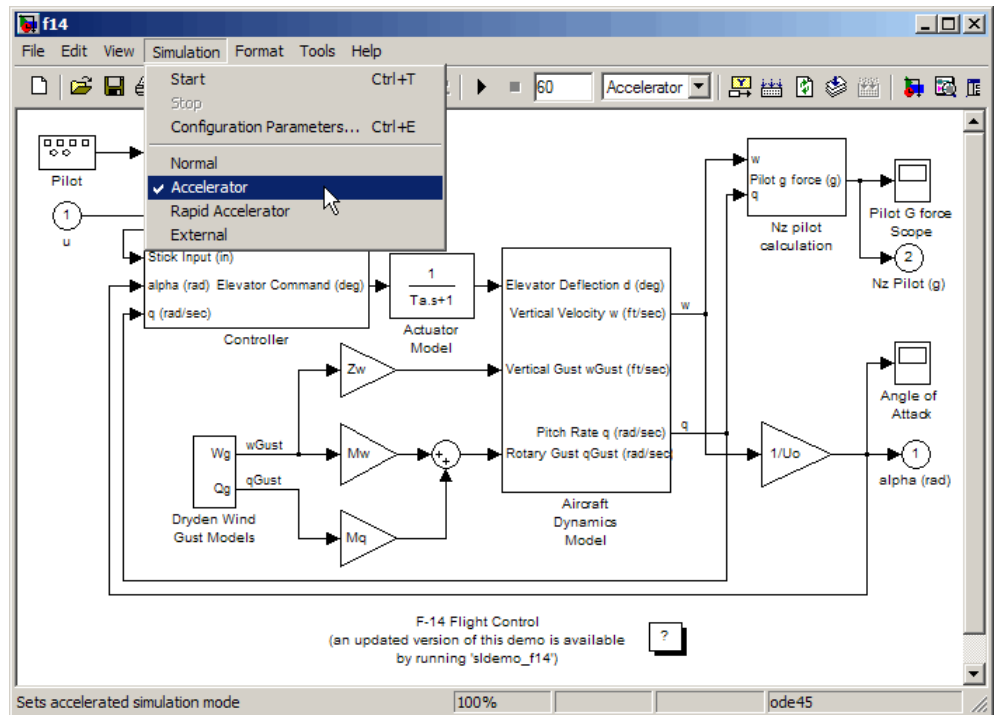 f14
File Edit View Simulation Format Tools Help
60 Accelerator
Start Ctrl+T
Stop
Configuration Parameters... Ctrl+E
Normal
Accelerator
Rapid Accelerator
External
Pilot
1
u
Stick Input (in)
alpha (rad) Elevator Command (deg)
q (rad/sec)
Controller
1
Ta.s+1
Actuator
Model
Elevator Deflection d (deg)
Vertical Velocity w (ft/sec)
Vertical Gust wGust (ft/sec)
Pitch Rate q (rad/sec)
Rotary Gust qGust (rad/sec
Aircraft
Dynamics
Model
w
q
w
Pilot g force (g)
q
Nz pilot
calculation
Pilot G force
Scope
2
Nz Pilot (g)
Angle of
Attack
1/Uo
1
alpha (rad)
Zw
Mw
Mq
+
+
Wg
Qg
wGust
qGust
Dryden Wind
Gust Models
F-14 Flight Control
(an updated version of this demo is available
by running 'sldemo_f14')
?
Sets accelerated simulation mode 100% ode45